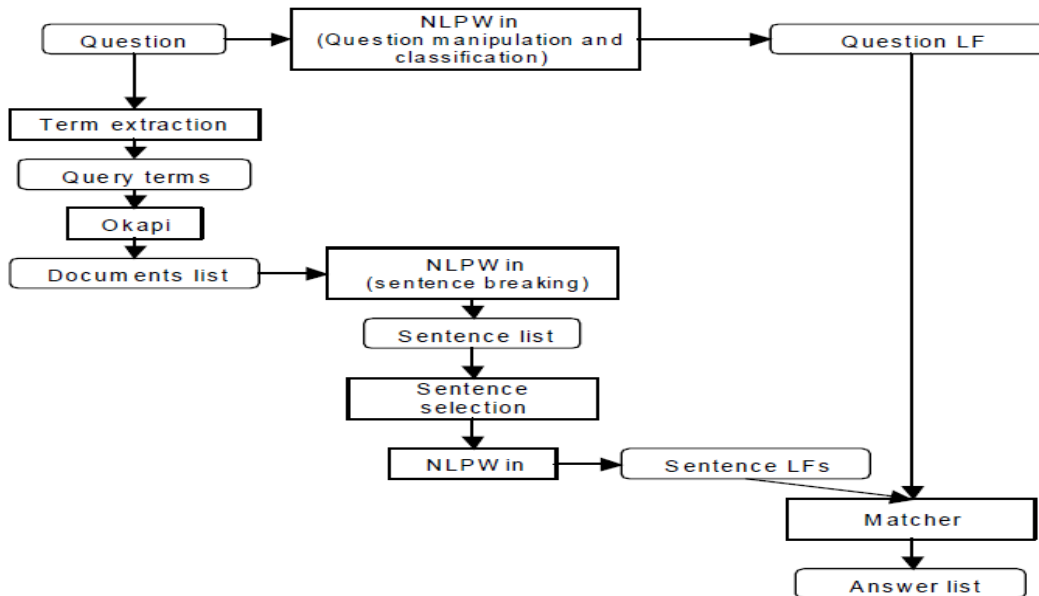 Question
NLPWin
(Question manipulation and
classification)
Question LF
Term extraction
Query terms
Okapi
Documents list
NLPWin
(sentence breaking)
Sentence list
Sentence
selection
NLPWin
Sentence LFs
Matcher
Answer list